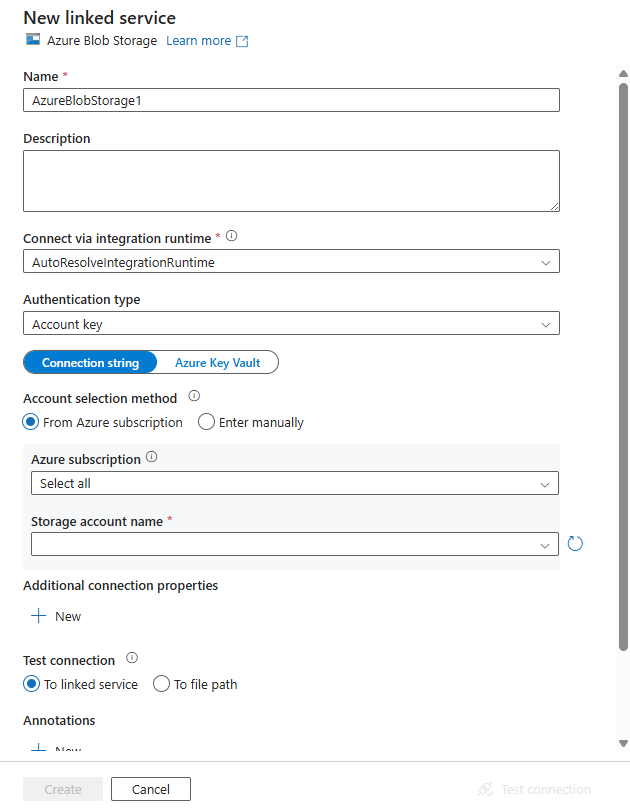 New linked service
Azure Blob Storage Learn more
Name *
AzureBlobStorage1
Description
Connect via integration runtime *
AutoResolveIntegrationRuntime
Authentication type
Account key
Connection string Azure Key Vault
Account selection method
From Azure subscription Enter manually
Azure subscription
Select all
Storage account name *
Additional connection properties
New
Test connection
To linked service To file path
Annotations
New
Create Cancel Test connection